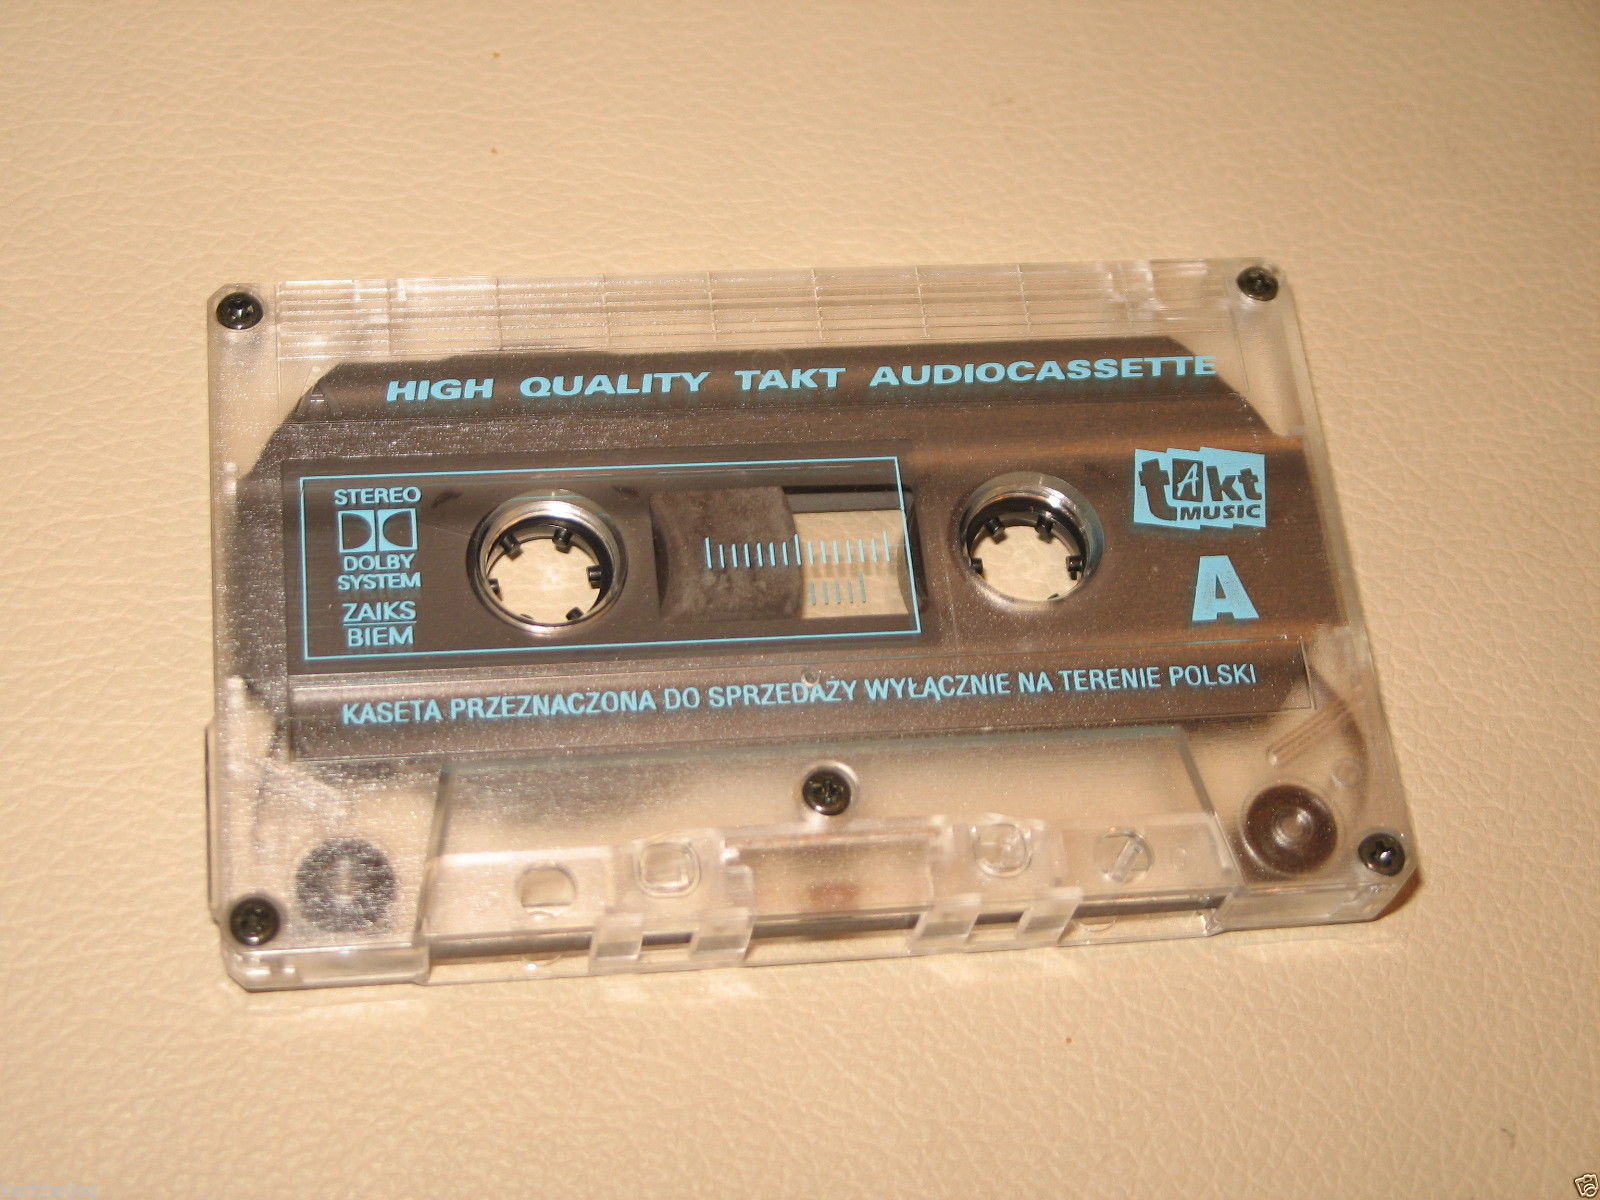 HIGH QUALITY TAKT AUDIOCASSETTE
STEREO
DOLBY
SYSTEM
ZAIKS
BIEM
takt
MUSIC
A
KASETA PRZEZNACZONA DO SPRZEDAŻY WYŁĄCZNIE NA TERENIE POLSKI